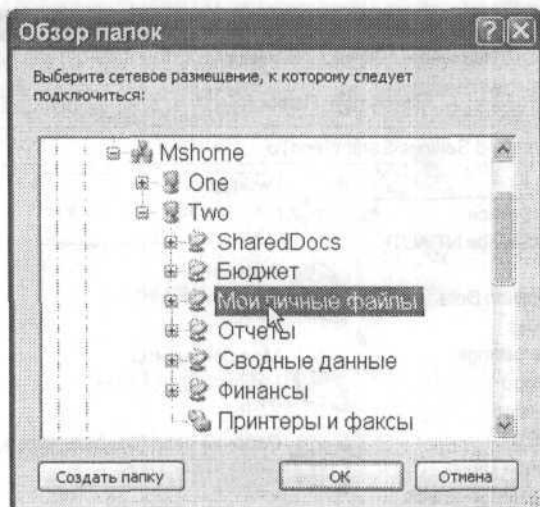 Обзор папок
Выберите сетевое размещение, к которому следует
подключиться:
Mshome
One
Two
SharedDocs
Бюджет
Мои личные файлы
Отчеты
Сводные данные
Финансы
Принтеры и факсы
Создать папку
ОК
Отмена